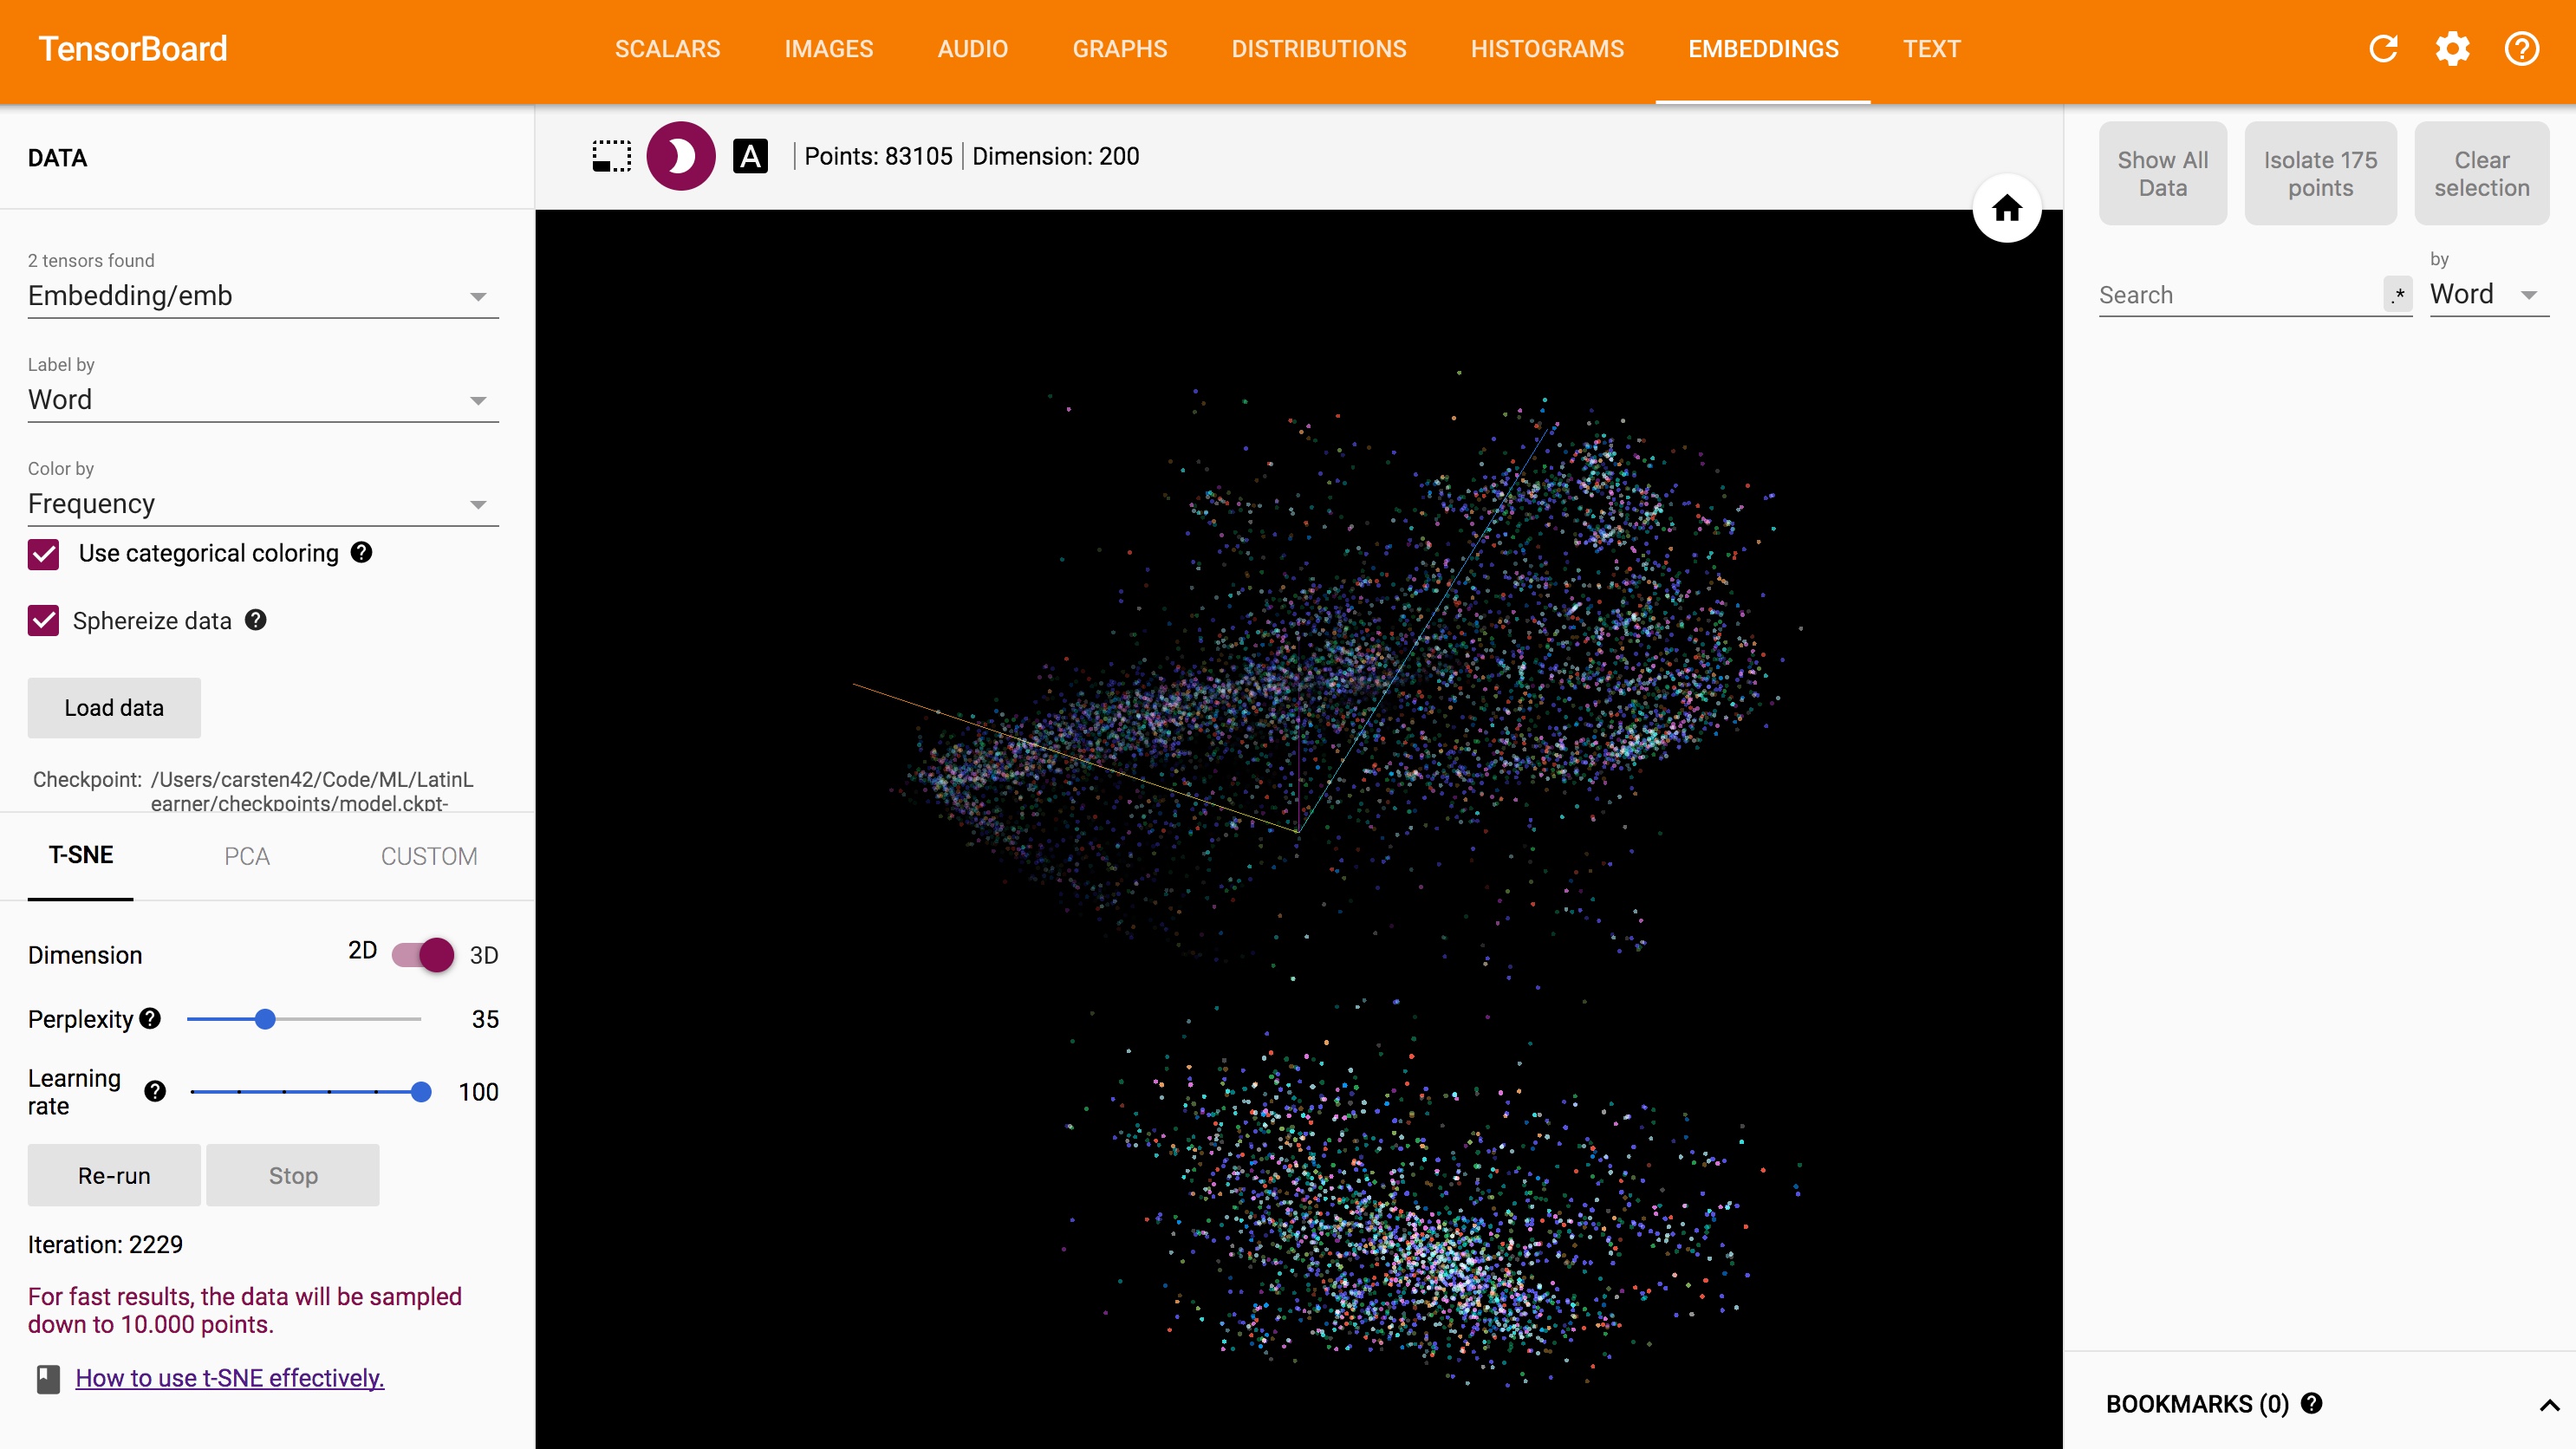 TensorBoard
SCALARS
IMAGES
AUDIO
GRAPHS
DISTRIBUTIONS
HISTOGRAMS
EMBEDDINGS
TEXT
DATA
2 tensors found
Embedding/emb
Label by
Word
Color by
Frequency
Use categorical coloring
Sphereize data
Load data
Checkpoint: /Users/carsten42/Code/ML/LatinL
earner/checkpoints/model.ckpt-
T-SNE
PCA
CUSTOM
Dimension
2D
3D
Perplexity
35
Learning
rate
100
Re-run
Stop
Iteration: 2229
For fast results, the data will be sampled
down to 10.000 points.
How to use t-SNE effectively.
A
Points: 83105
Dimension: 200
Show All
Data
Isolate 175
points
Clear
selection
Search
.*
by
Word
BOOKMARKS (0)